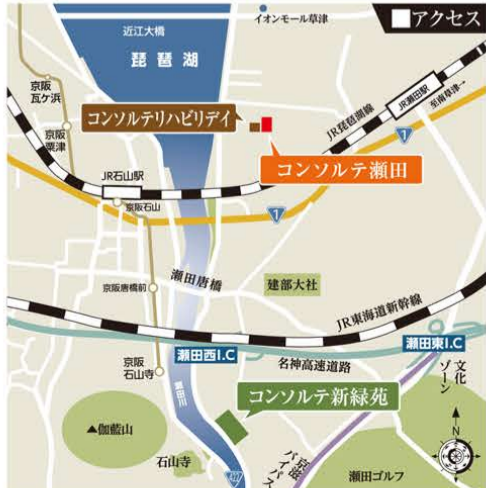 アクセス
イオンモール草津
近江大橋
琵琶湖
京阪
瓦ケ浜
京阪
粟津
コンソルテリハビリデイ
コンソルテ瀬田
JR琵琶湖線
JR瀬田駅
至南草津→
1
JR石山駅
京阪石山
1
瀬田唐橋
建部大社
京阪唐橋前
JR東海道新幹線
瀬田西I.C
瀬田東I.C
名神高速道路
京阪
石山寺
瀬田川
コンソルテ新緑苑
文化
ゾーン
▲伽藍山
石山寺
京滋
バイパス
瀬田ゴルフ
N